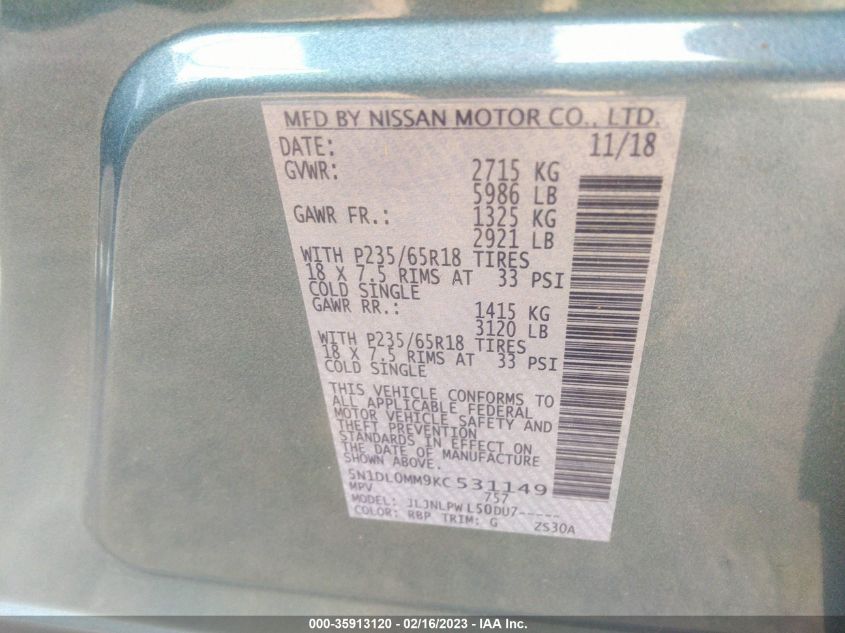 MFD BY NISSAN MOTOR CO., LTD.
DATE: 11/18
GVWR: 2715 KG
5986 LB
GAWR FR.: 1325 KG
2921 LB
WITH P235/65R18 TIRES
18 X 7.5 RIMS AT 33 PSI
COLD SINGLE
GAWR RR.: 1415 KG
3120 LB
WITH P235/65R18 TIRES
18 X 7.5 RIMS AT 33 PSI
COLD SINGLE
THIS VEHICLE CONFORMS TO
ALL APPLICABLE FEDERAL
MOTOR VEHICLE SAFETY AND
THEFT PREVENTION
STANDARDS IN EFFECT ON
THE DATE OF MANUFACTURE
SHOWN ABOVE.
5N1DL0MM9KC531149
MPV 757
MODEL: JLJNLPWL50DU7-----
COLOR: RBP TRIM: G ZS30A
000-35913120 - 02/16/2023 - IAA Inc.